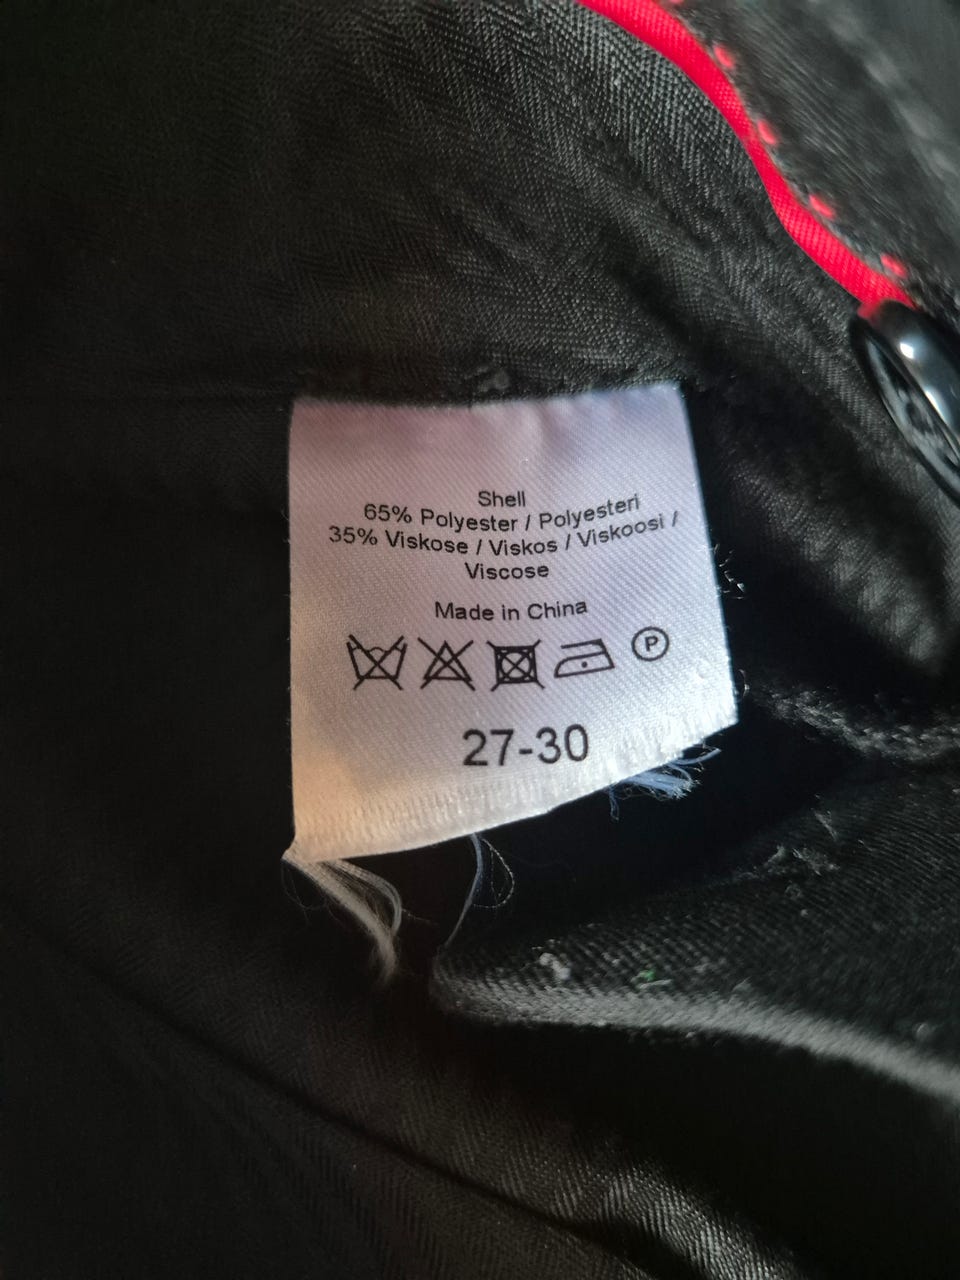 Shell
65% Polyester / Polyesteri
35% Viskose / Viskos / Viskoosi /
Viscose
Made in China
P
27-30